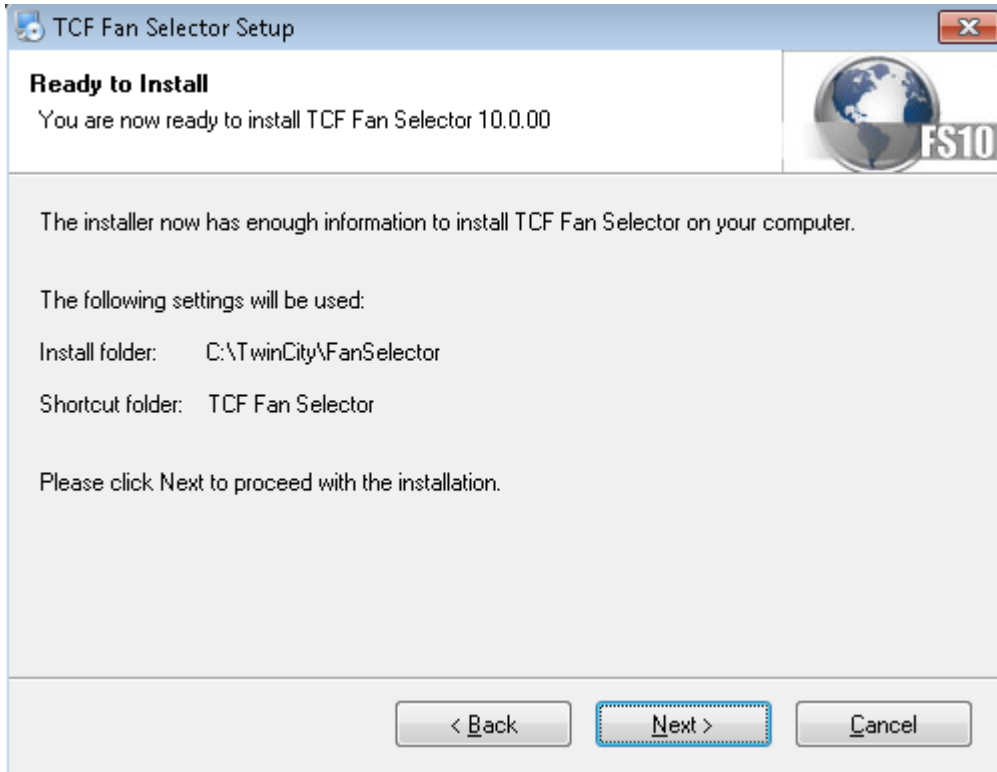 TCF Fan Selector Setup
Ready to Install
You are now ready to install TCF Fan Selector 10.0.00
FS10
The installer now has enough information to install TCF Fan Selector on your computer.
The following settings will be used:
Install folder: C:\TwinCity\FanSelector
Shortcut folder: TCF Fan Selector
Please click Next to proceed with the installation.
< Back Next > Cancel